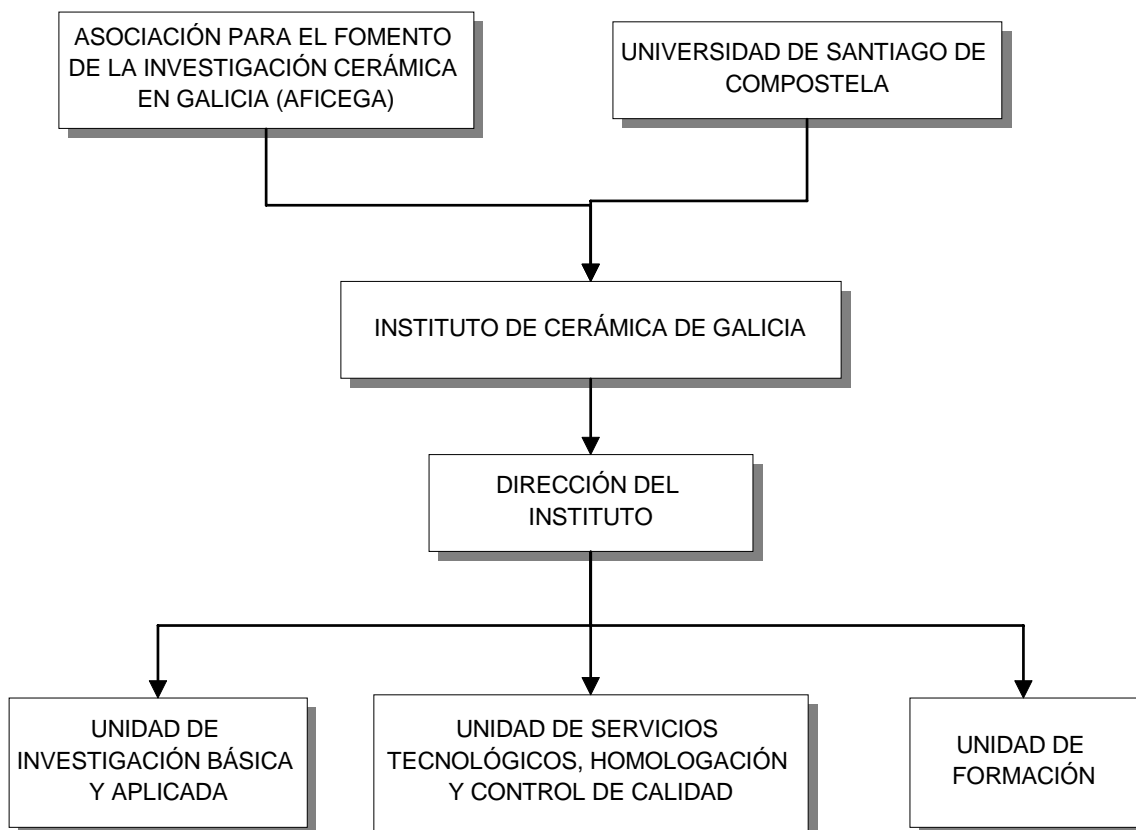 ASOCIACIÓN PARA EL FOMENTO
DE LA INVESTIGACIÓN CERÁMICA
EN GALICIA (AFICEGA)
UNIVERSIDAD DE SANTIAGO DE
COMPOSTELA
INSTITUTO DE CERÁMICA DE GALICIA
DIRECCIÓN DEL
INSTITUTO
UNIDAD DE
INVESTIGACIÓN BÁSICA
Y APLICADA
UNIDAD DE SERVICIOS
TECNOLÓGICOS, HOMOLOGACIÓN
Y CONTROL DE CALIDAD
UNIDAD DE
FORMACIÓN